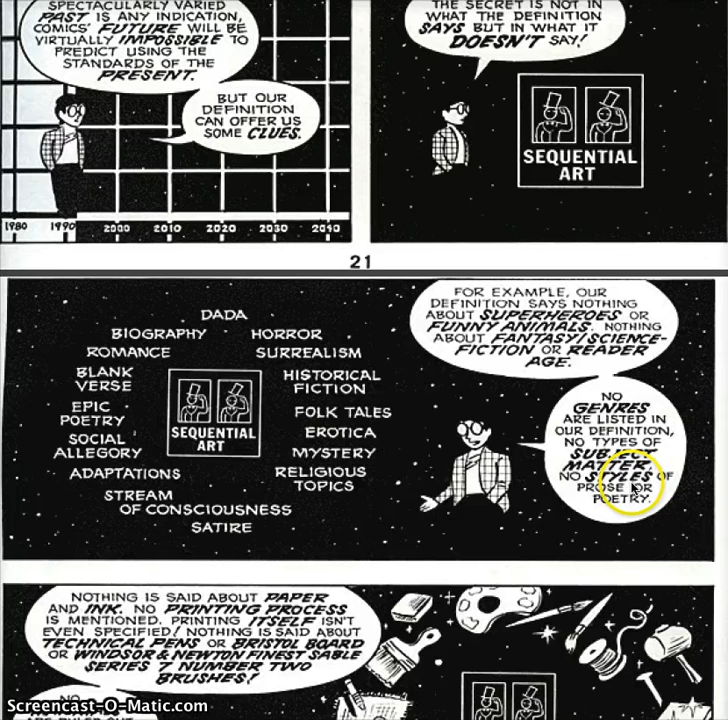 SPECTACULARLY VARIED
PAST IS ANY INDICATION,
COMICS' FUTURE WILL BE
VIRTUALLY IMPOSSIBLE TO
PREDICT USING THE
STANDARDS OF THE
PRESENT.
BUT OUR
DEFINITION
CAN OFFER US
SOME CLUES.
1980 1990 2000 2010 2020 2030 2040
THE SECRET IS NOT IN
WHAT THE DEFINITION
SAYS BUT IN WHAT IT
DOESN'T SAY!
SEQUENTIAL
ART
21
DADA
BIOGRAPHY HORROR
ROMANCE SURREALISM
BLANK
VERSE
HISTORICAL
FICTION
EPIC
POETRY
FOLK TALES
SOCIAL
ALLEGORY
EROTICA
MYSTERY
ADAPTATIONS
RELIGIOUS
TOPICS
STREAM
OF CONSCIOUSNESS
SATIRE
SEQUENTIAL
ART
FOR EXAMPLE, OUR
DEFINITION SAYS NOTHING
ABOUT SUPERHEROES OR
FUNNY ANIMALS. NOTHING
ABOUT FANTASY/SCIENCE-
FICTION OR READER
AGE.
NO
GENRES
ARE LISTED IN
OUR DEFINITION,
NO TYPES OF
SUBJECT
MATTER,
NO STYLES OF
PROSE OR
POETRY.
NOTHING IS SAID ABOUT PAPER
AND INK. NO PRINTING PROCESS
IS MENTIONED. PRINTING ITSELF ISN'T
EVEN SPECIFIED! NOTHING IS SAID ABOUT
TECHNICAL PENS OR BRISTOL BOARD
OR WINDSOR & NEWTON FINEST SABLE
SERIES 7 NUMBER TWO
BRUSHES!
NO
ARE RULED OUT
Screencast-O-Matic.com